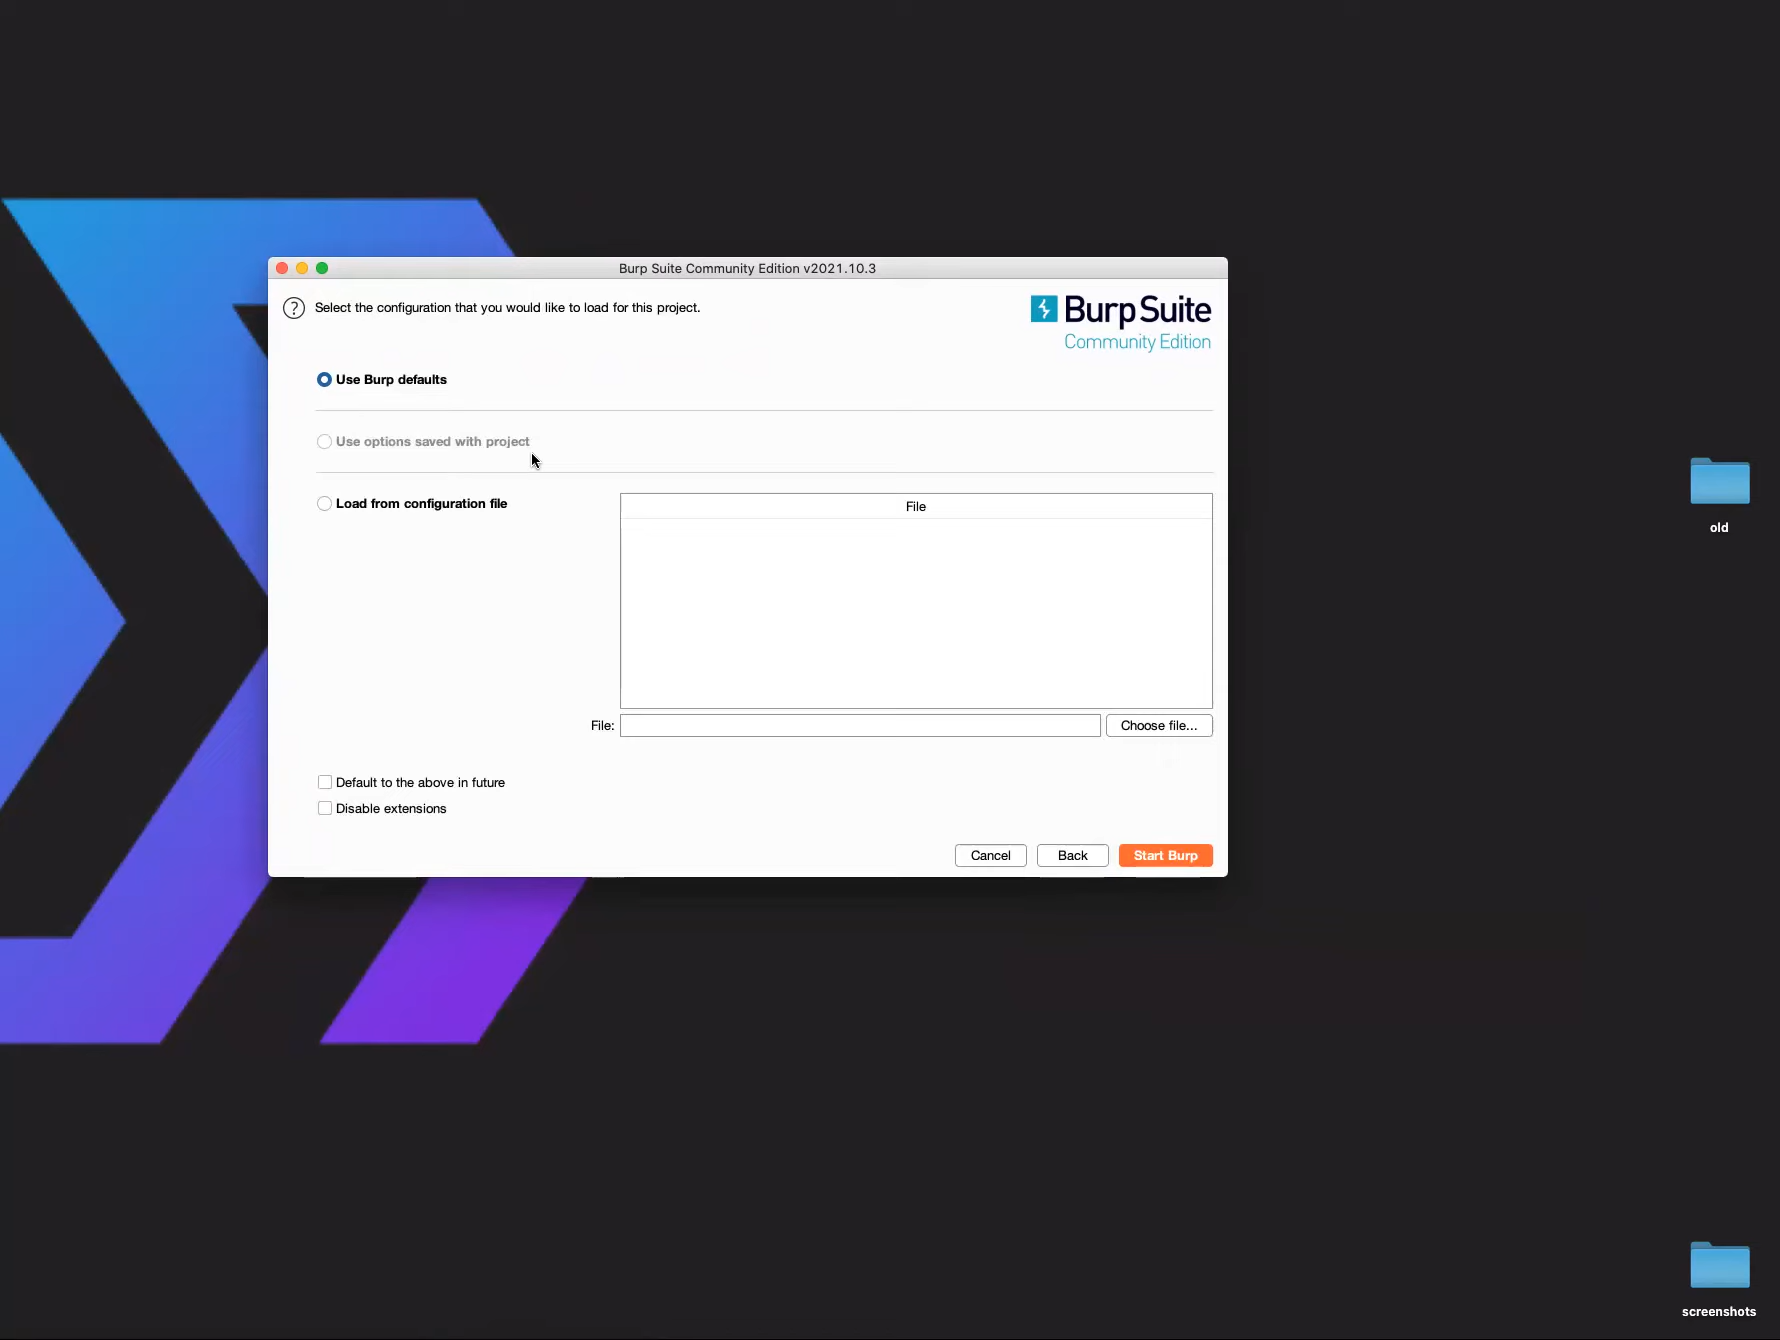 Burp Suite Community Edition v2021.10.3
Select the configuration that you would like to load for this project.
Burp Suite
Community Edition
Use Burp defaults
Use options saved with project
Load from configuration file
File
File:
Choose file...
Default to the above in future
Disable extensions
Cancel
Back
Start Burp
old
screenshots